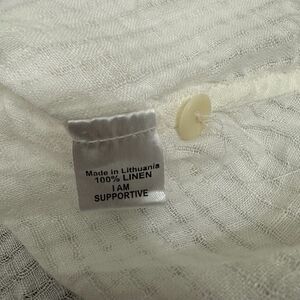 Made in Lithuania
100% LINEN
I AM
SUPPORTIVE